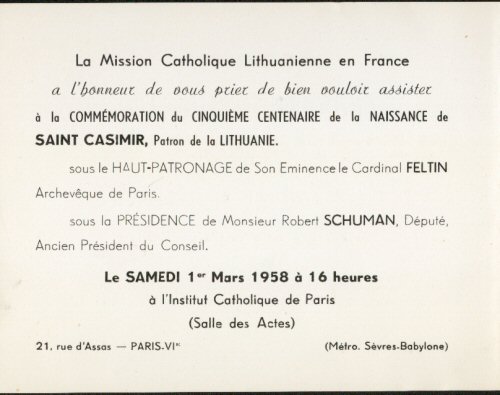 La Mission Catholique Lithuanienne en France
a l'honneur de vous prier de bien vouloir assister
à la COMMÉMORATION du CINQUIÈME CENTENAIRE de la NAISSANCE de
SAINT CASIMIR, Patron de la LITHUANIE.
sous le HAUT-PATRONAGE de Son Eminence le Cardinal FELTIN
Archevêque de Paris.
sous la PRÉSIDENCE de Monsieur Robert SCHUMAN, Député,
Ancien Président du Conseil.
Le SAMEDI 1er Mars 1958 à 16 heures
à l'Institut Catholique de Paris
(Salle des Actes)
21, rue d'Assas — PARIS-VIe (Métro. Sèvres-Babylone)